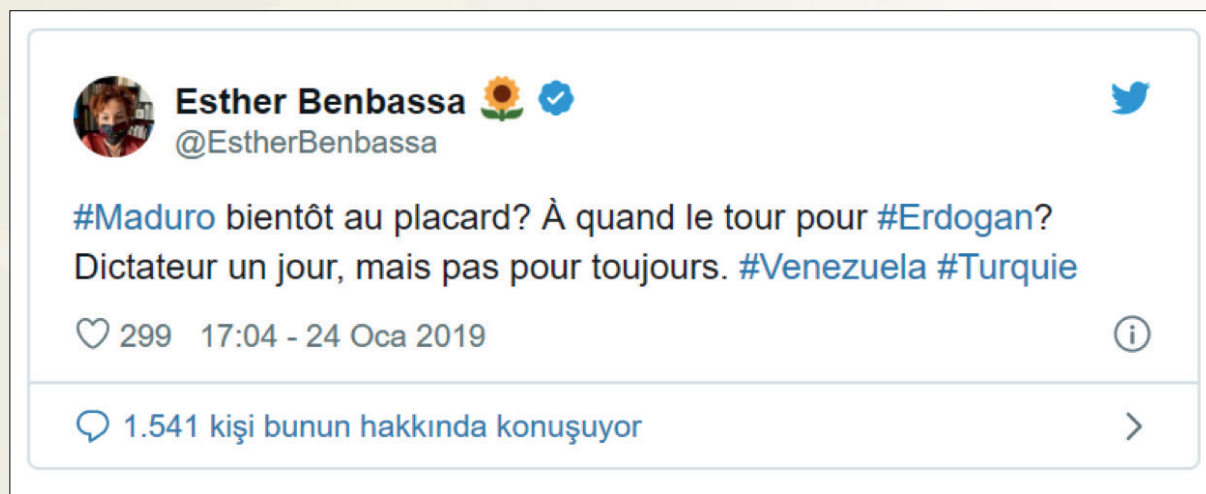 Esther Benbassa 🌻
@EstherBenbassa
#Maduro bientôt au placard? À quand le tour pour #Erdogan?
Dictateur un jour, mais pas pour toujours. #Venezuela #Turquie
299 17:04 - 24 Oca 2019
1.541 kişi bunun hakkında konuşuyor